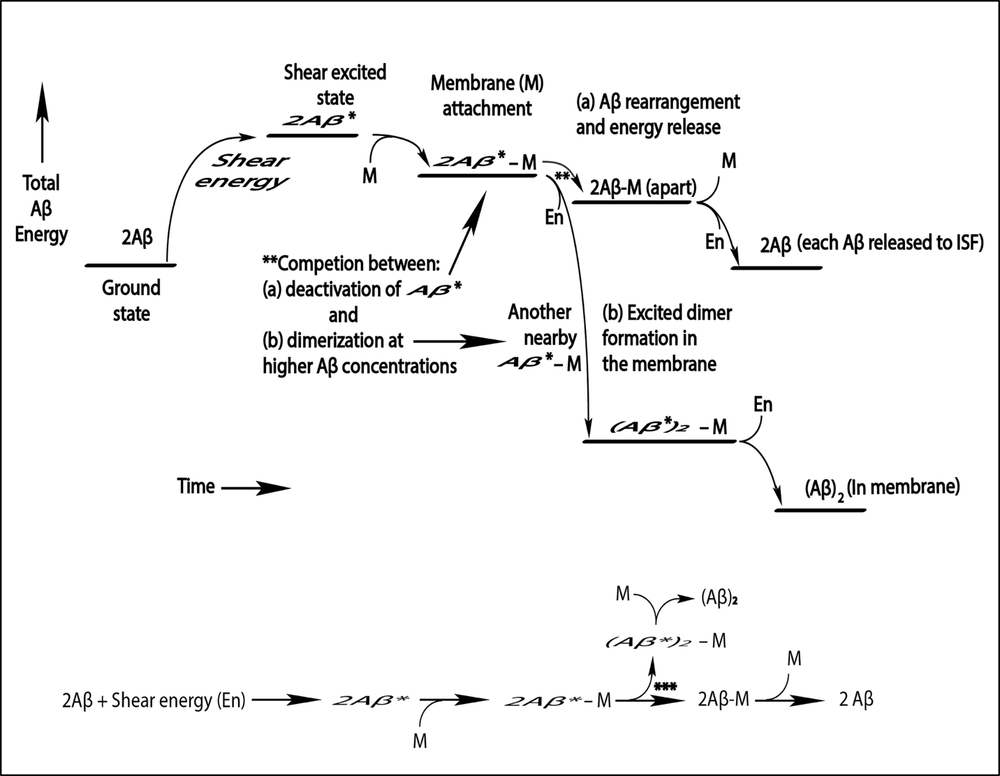 Shear excited
state
2Aβ*
Membrane (M)
attachment
(a) Aβ rearrangement
and energy release
Total
Aβ
Energy
2Aβ
Ground
state
Shear
energy
M
2Aβ* – M
**
En
2Aβ-M (apart)
M
En
2Aβ (each Aβ released to ISF)
**Competion between:
(a) deactivation of Aβ*
and
(b) dimerization at
higher Aβ concentrations
Another
nearby
Aβ* – M
(b) Excited dimer
formation in
the membrane
(Aβ*)₂ – M
En
(Aβ)₂ (In membrane)
Time
M
(Aβ)₂
(Aβ*)₂ – M
2Aβ + Shear energy (En)
2Aβ*
M
2Aβ* – M
***
2Aβ-M
M
2 Aβ